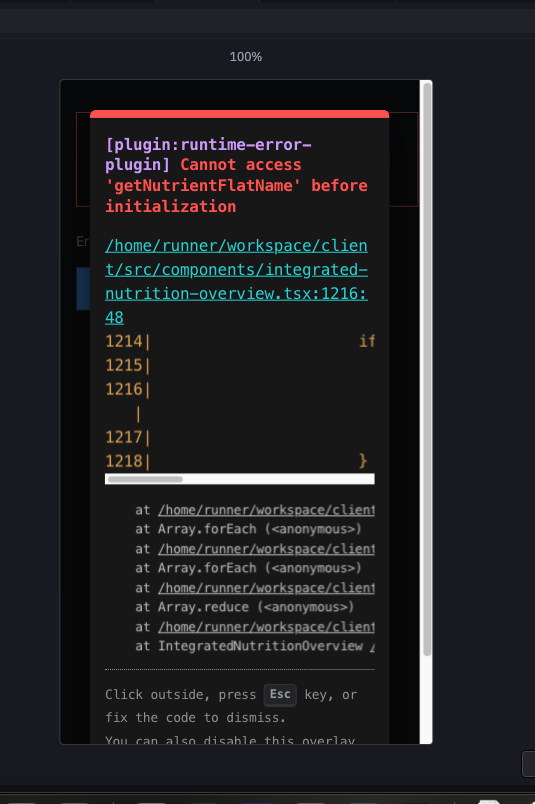 100%
[plugin:runtime-error-
plugin] Cannot access
'getNutrientFlatName' before
initialization
Er
/home/runner/workspace/clien
t/src/components/integrated-
nutrition-overview.tsx:1216:
48
1214| if
1215|
1216|
|
1217|
1218| }
at /home/runner/workspace/client
at Array.forEach (<anonymous>)
at /home/runner/workspace/client
at Array.forEach (<anonymous>)
at /home/runner/workspace/client
at Array.reduce (<anonymous>)
at /home/runner/workspace/client
at IntegratedNutritionOverview /
Click outside, press Esc key, or
fix the code to dismiss.
You can also disable this overlay